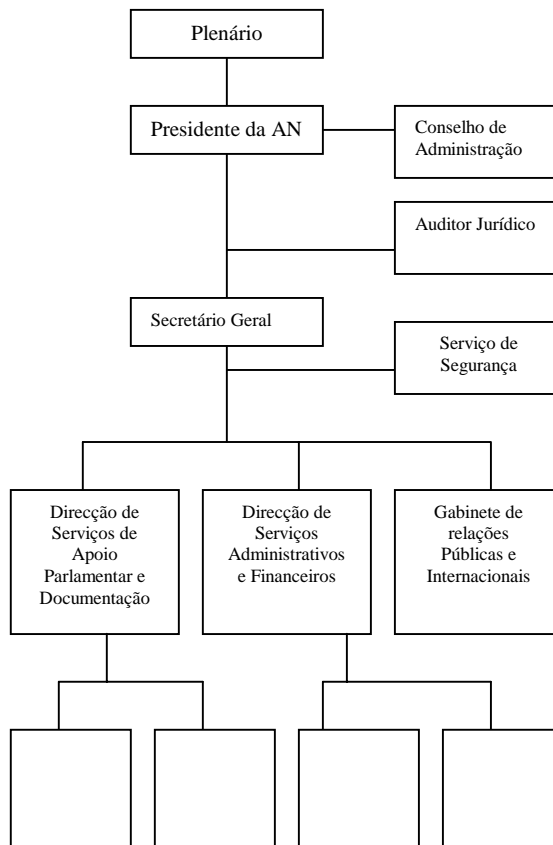 Plenário
Presidente da AN
Conselho de
Administração
Auditor Jurídico
Secretário Geral
Serviço de
Segurança
Direcção de
Serviços de
Apoio
Parlamentar e
Documentação
Direcção de
Serviços
Administrativos
e Financeiros
Gabinete de
relações
Públicas e
Internacionais